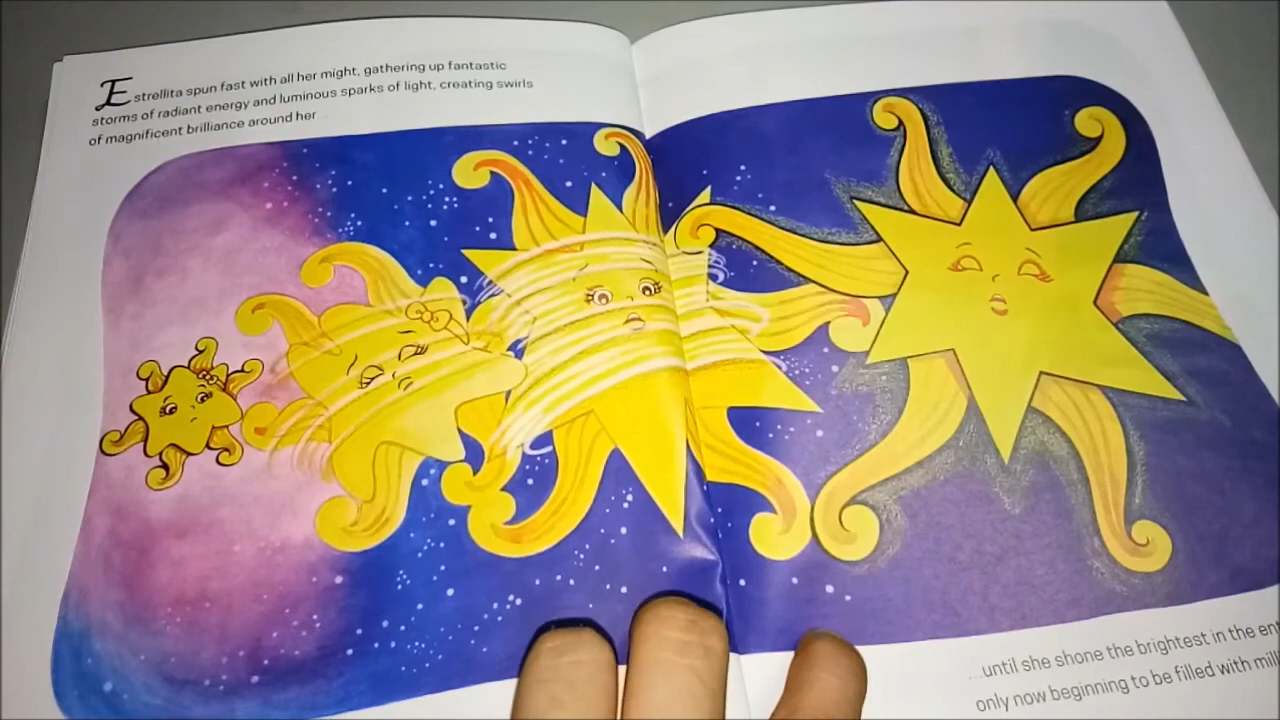 Estrellita spun fast with all her might, gathering up fantastic
storms of radiant energy and luminous sparks of light, creating swirls
of magnificent brilliance around her
...until she shone the brightest in the
only now beginning to be filled with